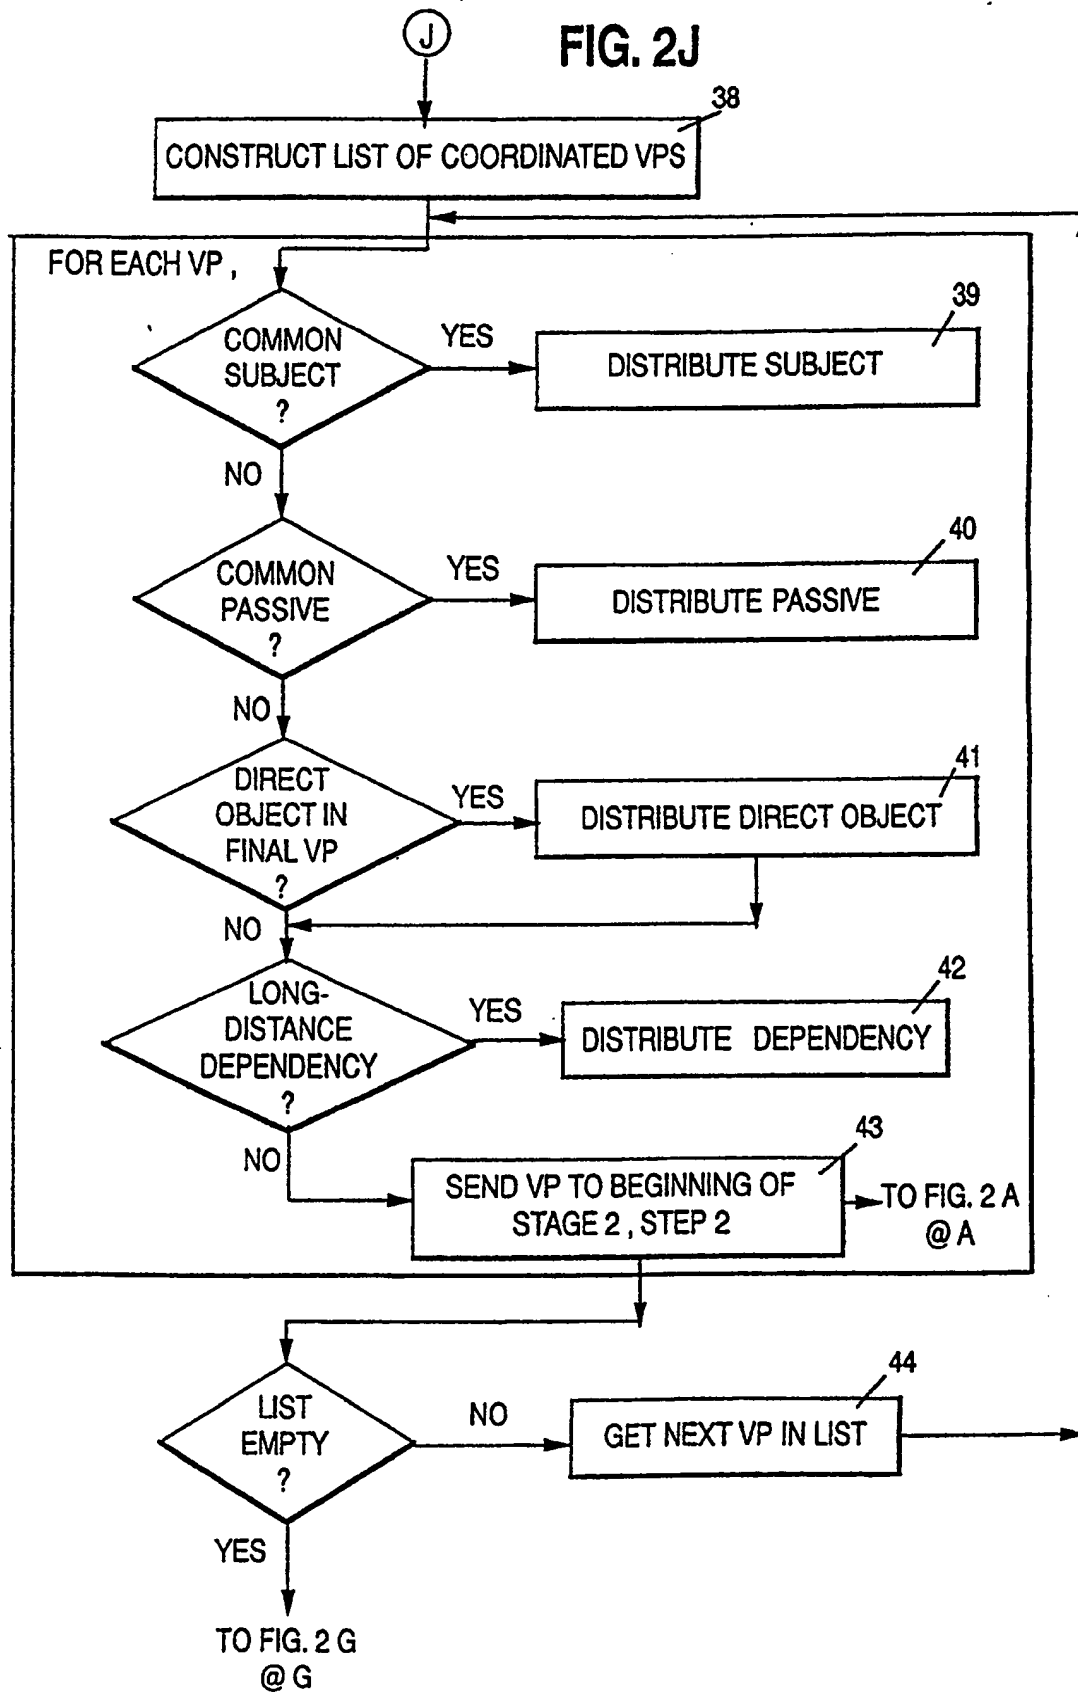 J
FIG. 2J
38
CONSTRUCT LIST OF COORDINATED VPS
FOR EACH VP ,
COMMON
SUBJECT
?
YES
39
DISTRIBUTE SUBJECT
NO
COMMON
PASSIVE
?
YES
40
DISTRIBUTE PASSIVE
NO
DIRECT
OBJECT IN
FINAL VP
?
YES
41
DISTRIBUTE DIRECT OBJECT
NO
LONG-
DISTANCE
DEPENDENCY
?
YES
42
DISTRIBUTE DEPENDENCY
NO
43
SEND VP TO BEGINNING OF
STAGE 2 , STEP 2
TO FIG. 2 A
@ A
LIST
EMPTY
?
NO
44
GET NEXT VP IN LIST
YES
TO FIG. 2 G
@ G